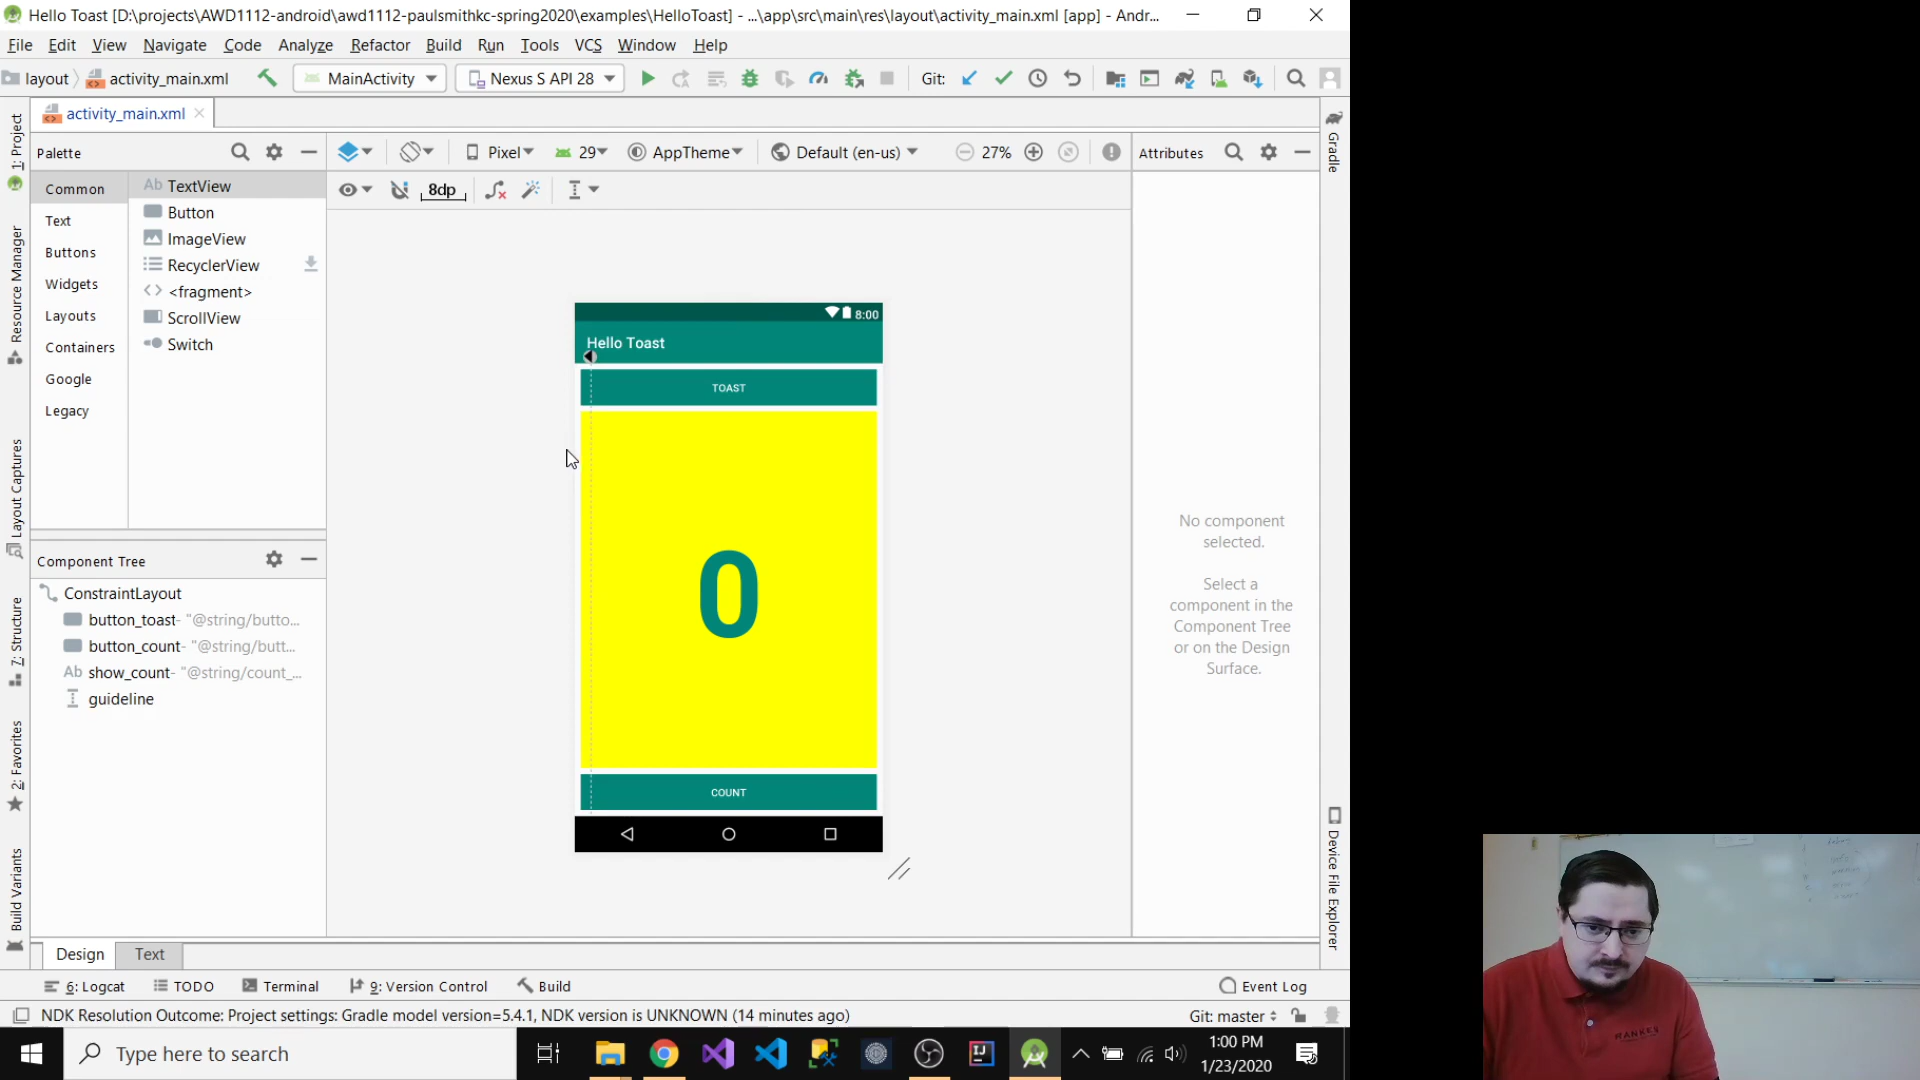 Hello Toast [D:\projects\AWD1112-android\awd1112-paulsmithkc-spring2020\examples\HelloToast] - ...\app\src\main\res\layout\activity_main.xml [app] - Andr...
File Edit View Navigate Code Analyze Refactor Build Run Tools VCS Window Help
layout activity_main.xml MainActivity Nexus S API 28 Git:
activity_main.xml
1: Project
Resource Manager
Layout Captures
7: Structure
2: Favorites
Build Variants
Palette
Common
Text
Buttons
Widgets
Layouts
Containers
Google
Legacy
Ab TextView
Button
ImageView
RecyclerView
<fragment>
ScrollView
Switch
Pixel 29 AppTheme Default (en-us) 27%
8dp
Attributes
Gradle
8:00
Hello Toast
TOAST
0
COUNT
Component Tree
ConstraintLayout
button_toast- "@string/butto...
button_count- "@string/butt...
Ab show_count- "@string/count_...
guideline
No component
selected.
Select a
component in the
Component Tree
or on the Design
Surface.
Device File Explorer
Design Text
6: Logcat TODO Terminal 9: Version Control Build Event Log
NDK Resolution Outcome: Project settings: Gradle model version=5.4.1, NDK version is UNKNOWN (14 minutes ago) Git: master
Type here to search
1:00 PM
1/23/2020
RANKEN